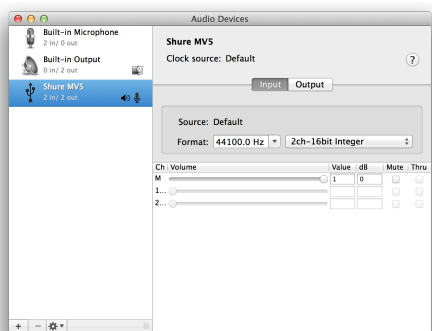 Audio Devices
Built-in Microphone
2 in/ 0 out
Built-in Output
0 in/ 2 out
Shure MV5
2 in/ 2 out
Shure MV5
Clock source: Default
?
Input Output
Source: Default
Format: 44100.0 Hz 2ch-16bit Integer
Ch Volume Value dB Mute Thru
M 1 0
1...
2...
+ −